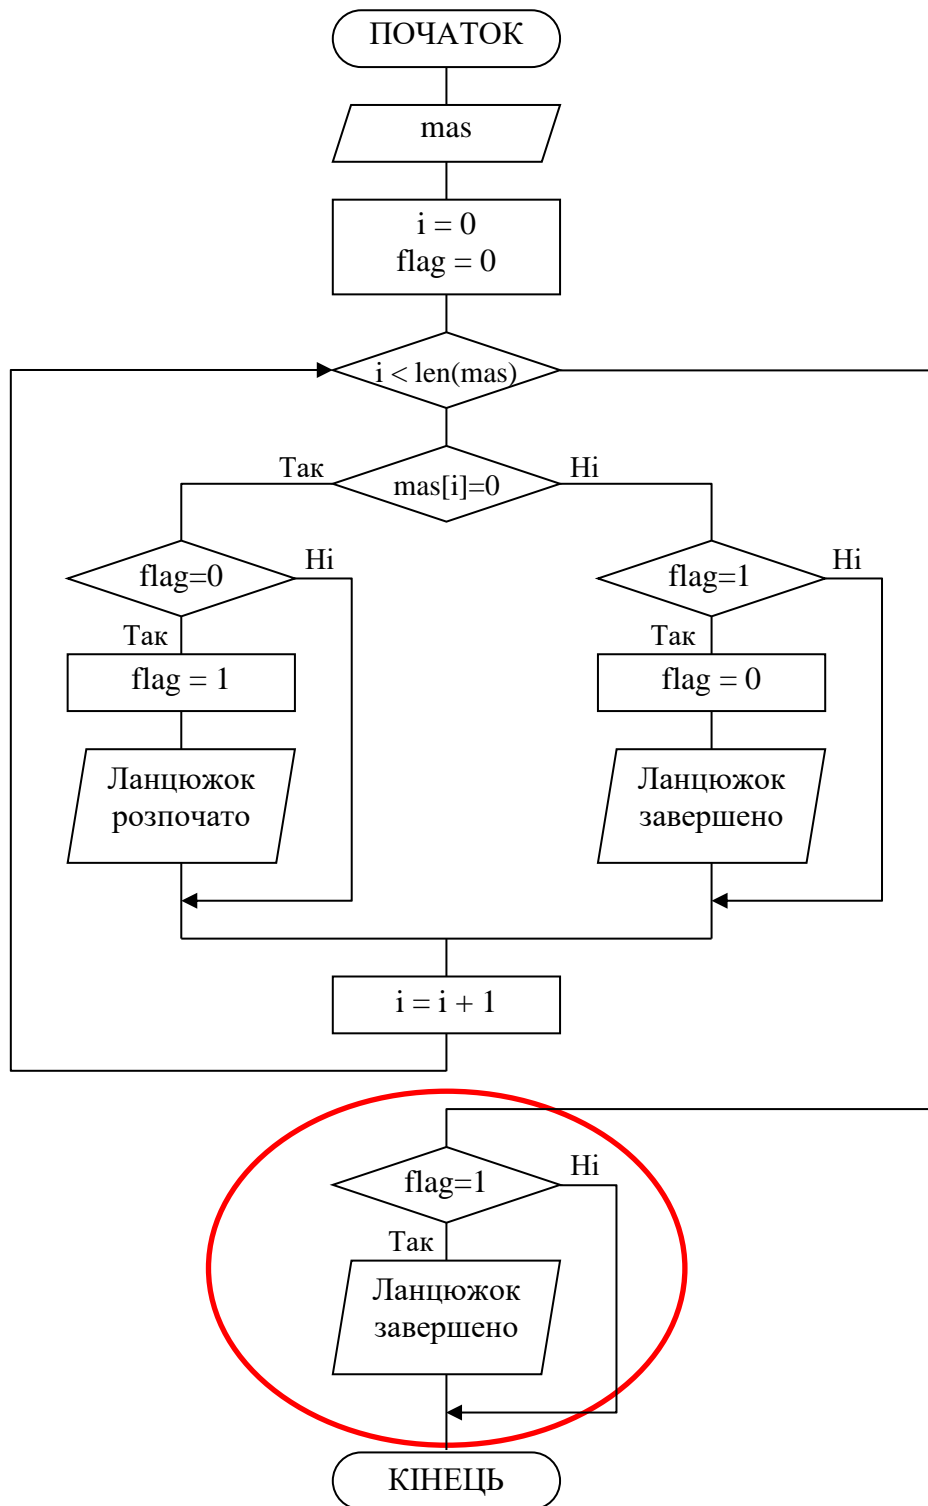 ПОЧАТОК
mas
i = 0
flag = 0
i < len(mas)
Так
mas[i]=0
Ні
flag=0
Ні
flag=1
Ні
Так
flag = 1
Так
flag = 0
Ланцюжок
розпочато
Ланцюжок
завершено
i = i + 1
flag=1
Ні
Так
Ланцюжок
завершено
КІНЕЦЬ